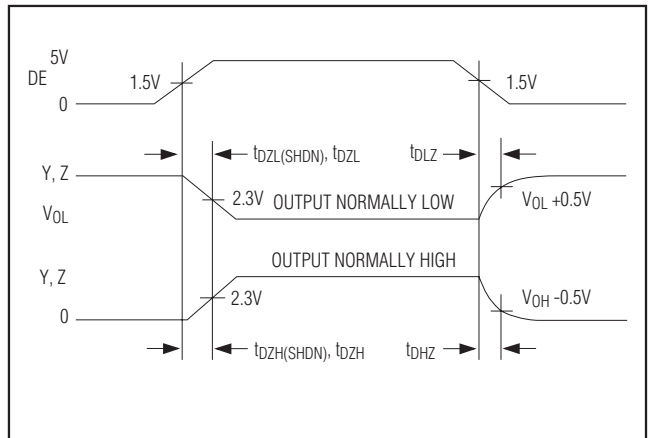 5V
DE
1.5V
1.5V
0
tDZL(SHDN), tDZL
tDLZ
Y, Z
2.3V
OUTPUT NORMALLY LOW
VOL +0.5V
VOL
OUTPUT NORMALLY HIGH
Y, Z
2.3V
VOH -0.5V
0
tDZH(SHDN), tDZH
tDHZ